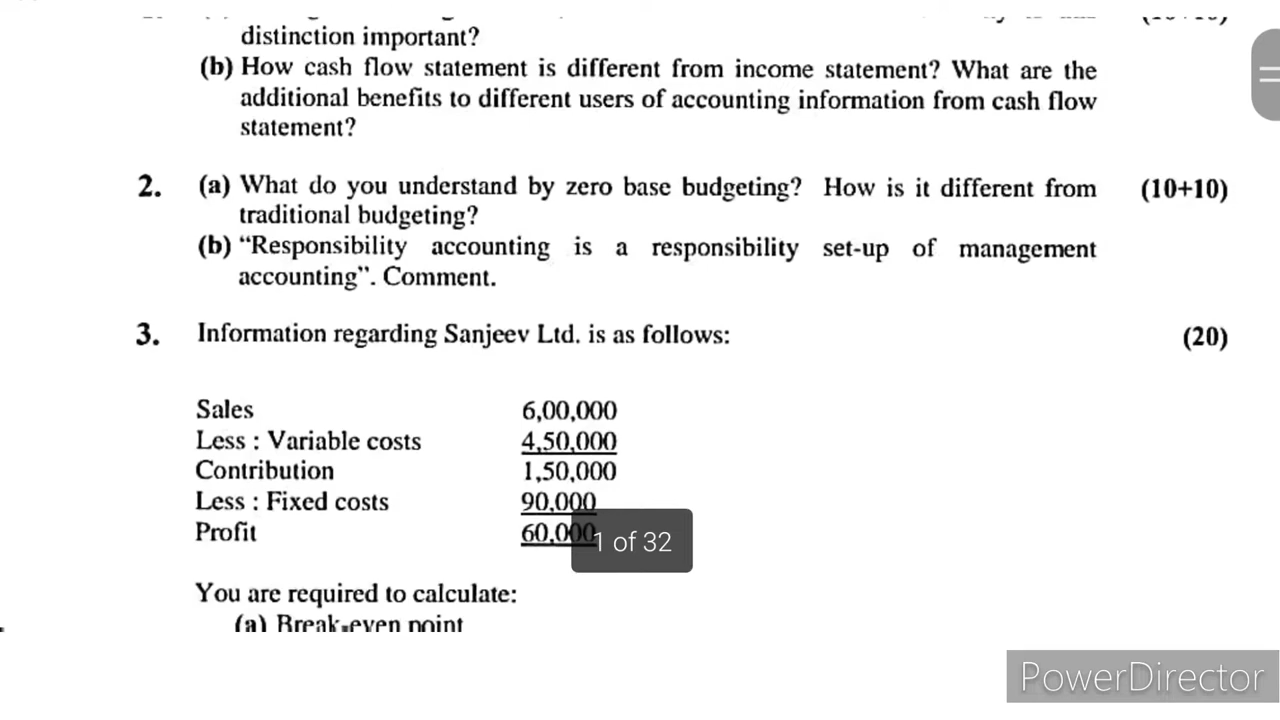 distinction important?
(b) How cash flow statement is different from income statement? What are the
additional benefits to different users of accounting information from cash flow
statement?
2. (a) What do you understand by zero base budgeting? How is it different from (10+10)
traditional budgeting?
(b) “Responsibility accounting is a responsibility set-up of management
accounting”. Comment.
3. Information regarding Sanjeev Ltd. is as follows: (20)
Sales 6,00,000
Less : Variable costs 4,50,000
Contribution 1,50,000
Less : Fixed costs 90,000
Profit 60,000
1 of 32
You are required to calculate:
(a) Break-even point
PowerDirector